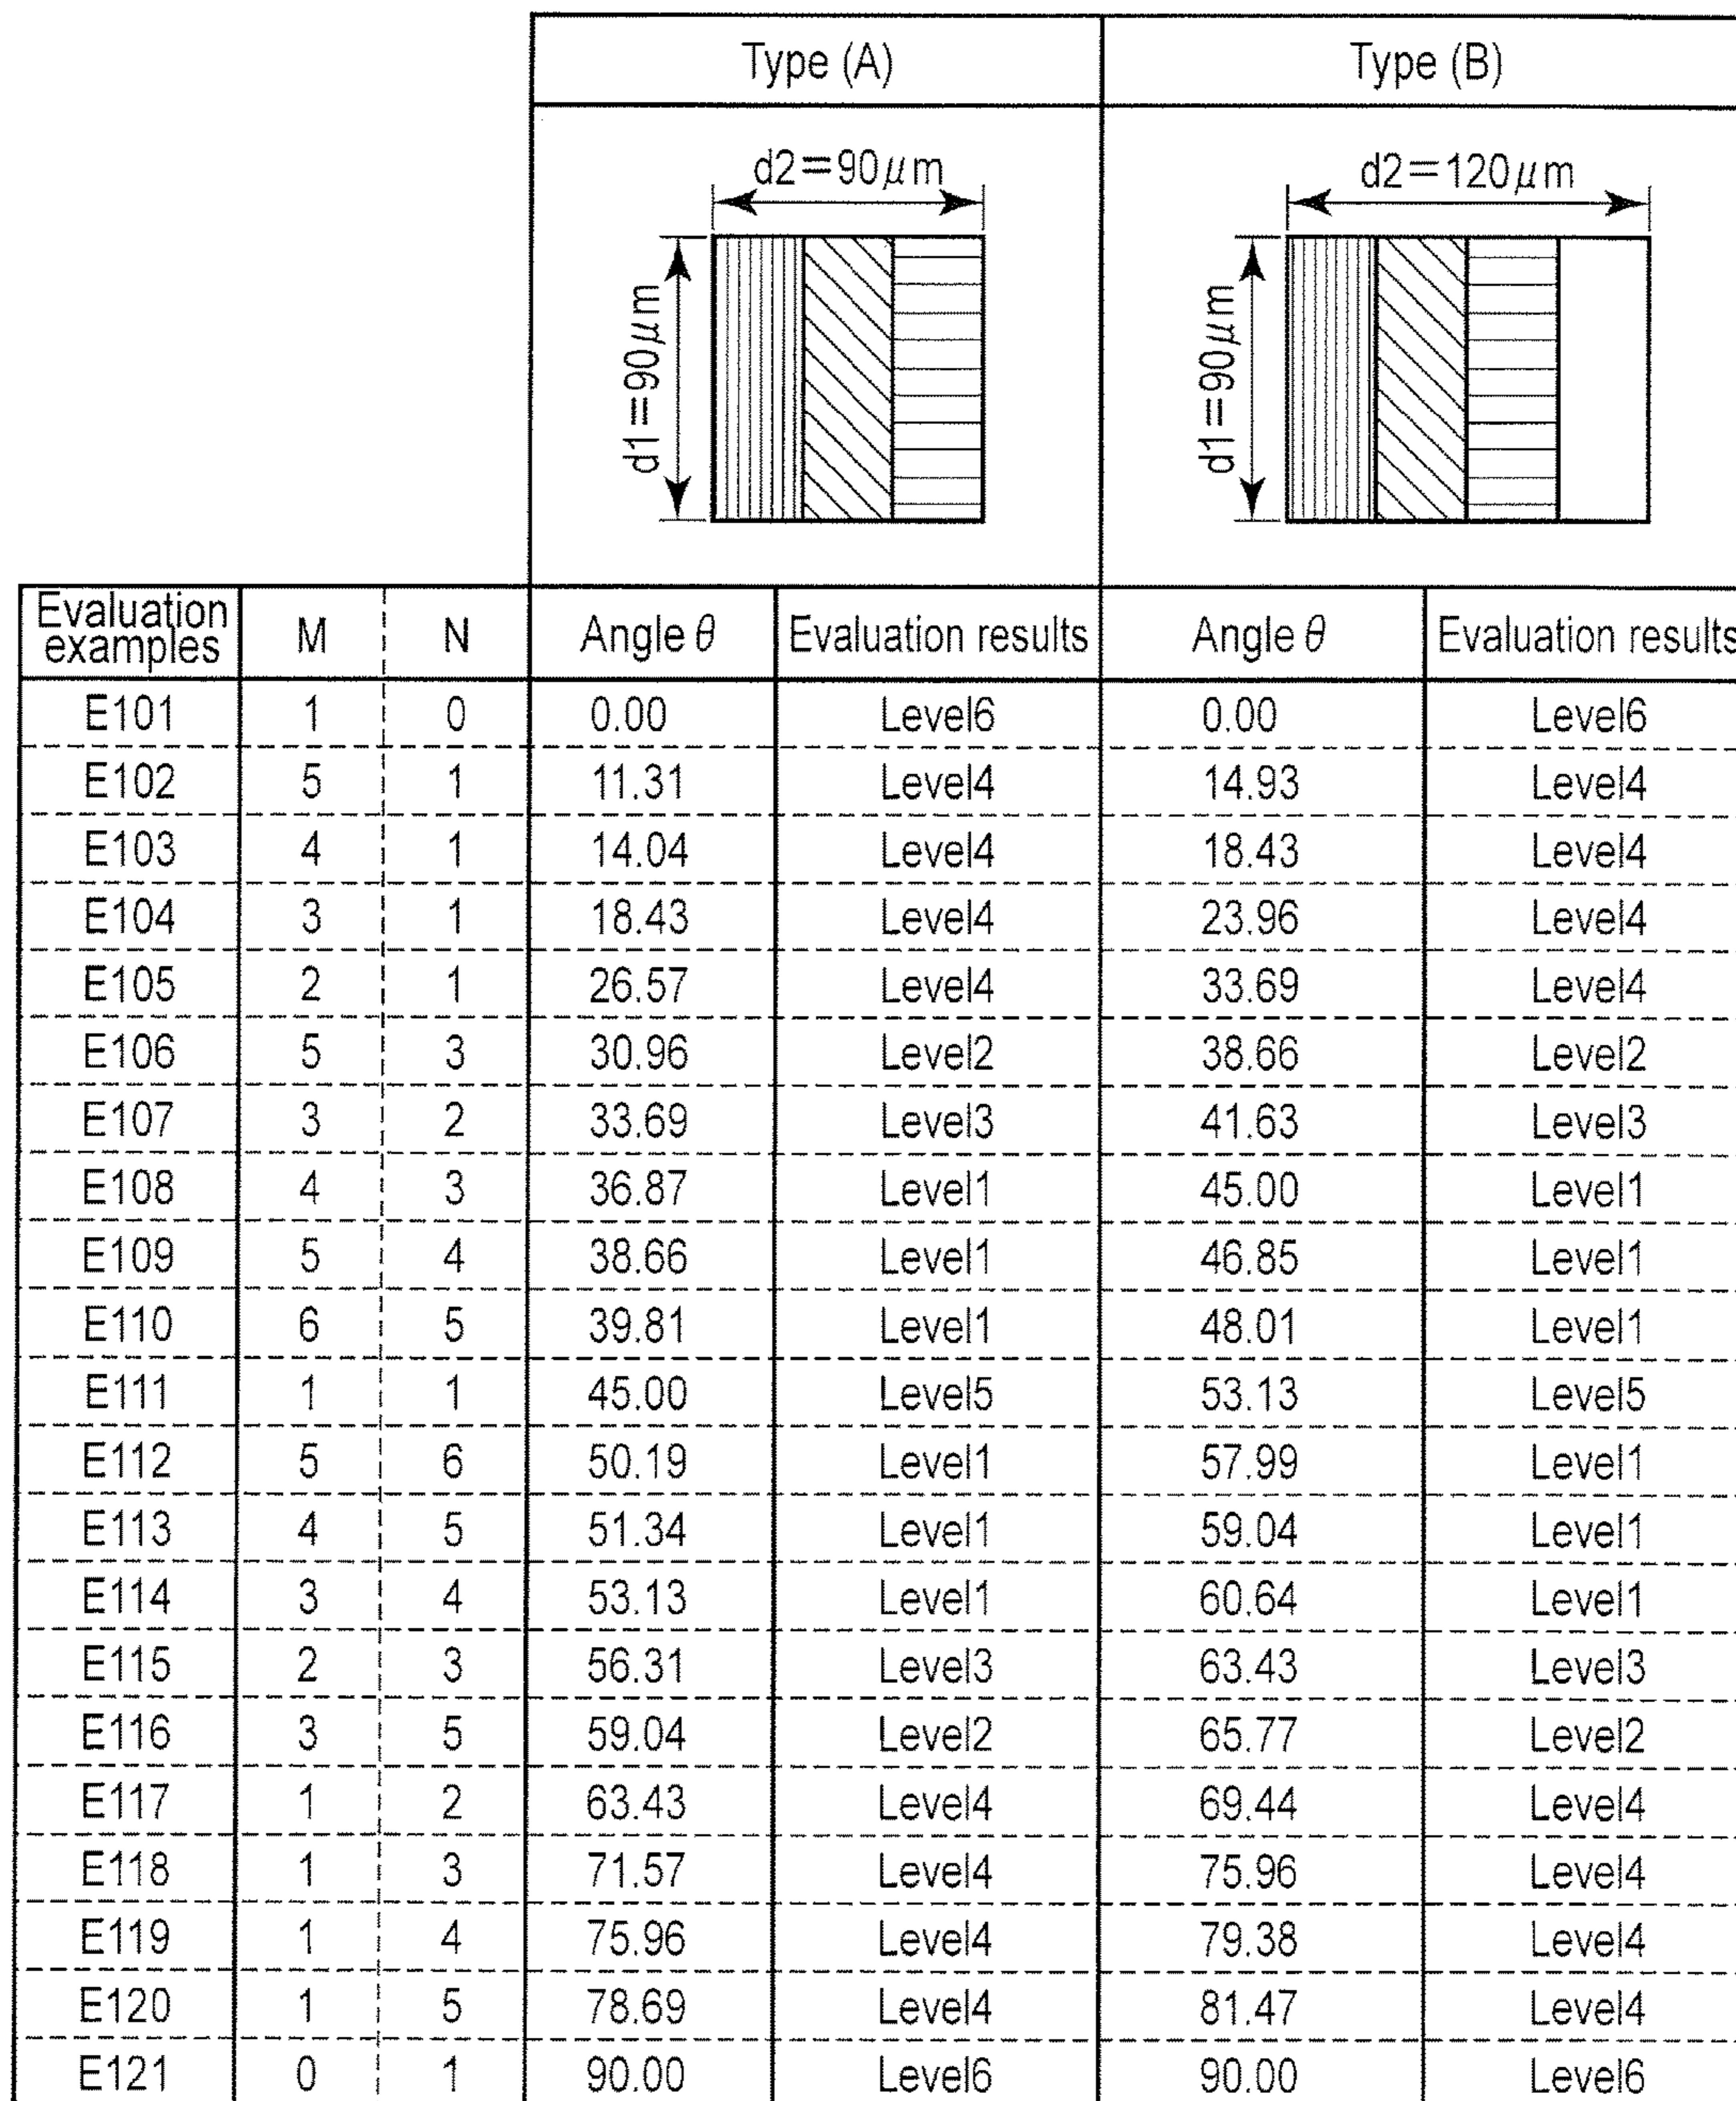 Type (A) Type (B)
d2=90μm d2=120μm
d1=90μm d1=90μm
Evaluation examples M N Angle θ Evaluation results Angle θ Evaluation results
E101 1 0 0.00 Level6 0.00 Level6
E102 5 1 11.31 Level4 14.93 Level4
E103 4 1 14.04 Level4 18.43 Level4
E104 3 1 18.43 Level4 23.96 Level4
E105 2 1 26.57 Level4 33.69 Level4
E106 5 3 30.96 Level2 38.66 Level2
E107 3 2 33.69 Level3 41.63 Level3
E108 4 3 36.87 Level1 45.00 Level1
E109 5 4 38.66 Level1 46.85 Level1
E110 6 5 39.81 Level1 48.01 Level1
E111 1 1 45.00 Level5 53.13 Level5
E112 5 6 50.19 Level1 57.99 Level1
E113 4 5 51.34 Level1 59.04 Level1
E114 3 4 53.13 Level1 60.64 Level1
E115 2 3 56.31 Level3 63.43 Level3
E116 3 5 59.04 Level2 65.77 Level2
E117 1 2 63.43 Level4 69.44 Level4
E118 1 3 71.57 Level4 75.96 Level4
E119 1 4 75.96 Level4 79.38 Level4
E120 1 5 78.69 Level4 81.47 Level4
E121 0 1 90.00 Level6 90.00 Level6